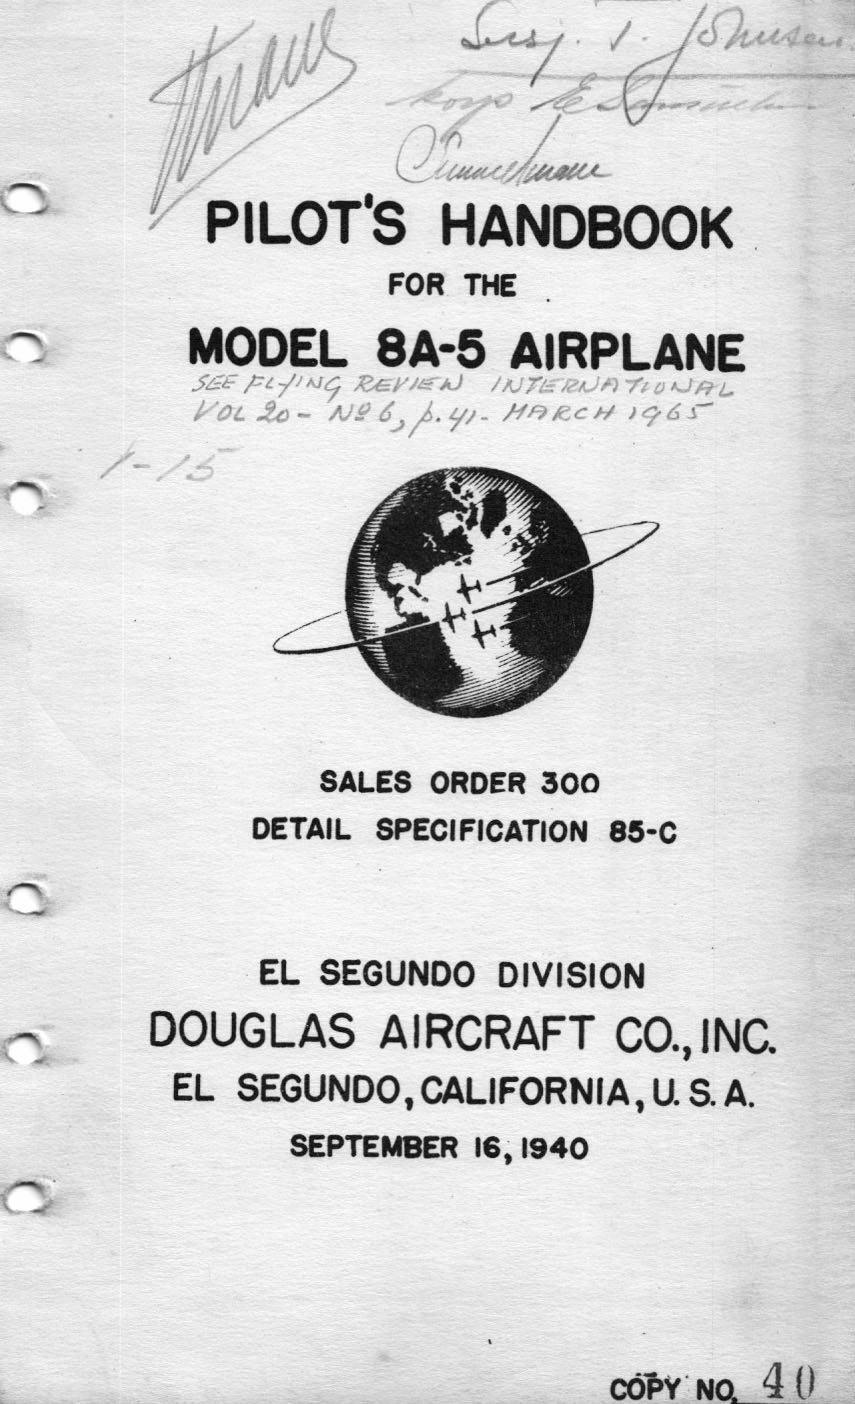 Johnsen
PILOT'S HANDBOOK
FOR THE
MODEL 8A-5 AIRPLANE
SEE FLYING REVIEW INTERNATIONAL
VOL 20 - Nº 6, p. 41- MARCH 1965
1-15
SALES ORDER 300
DETAIL SPECIFICATION 85-C
EL SEGUNDO DIVISION
DOUGLAS AIRCRAFT CO., INC.
EL SEGUNDO, CALIFORNIA, U.S.A.
SEPTEMBER 16, 1940
COPY NO. 40